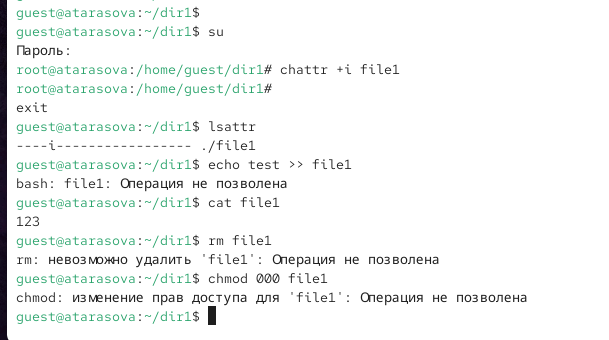 guest@atarasova:~/dir1$
guest@atarasova:~/dir1$ su
Пароль:
root@atarasova:/home/guest/dir1# chattr +i file1
root@atarasova:/home/guest/dir1#
exit
guest@atarasova:~/dir1$ lsattr
----i----------------- ./file1
guest@atarasova:~/dir1$ echo test >> file1
bash: file1: Операция не позволена
guest@atarasova:~/dir1$ cat file1
123
guest@atarasova:~/dir1$ rm file1
rm: невозможно удалить 'file1': Операция не позволена
guest@atarasova:~/dir1$ chmod 000 file1
chmod: изменение прав доступа для 'file1': Операция не позволена
guest@atarasova:~/dir1$